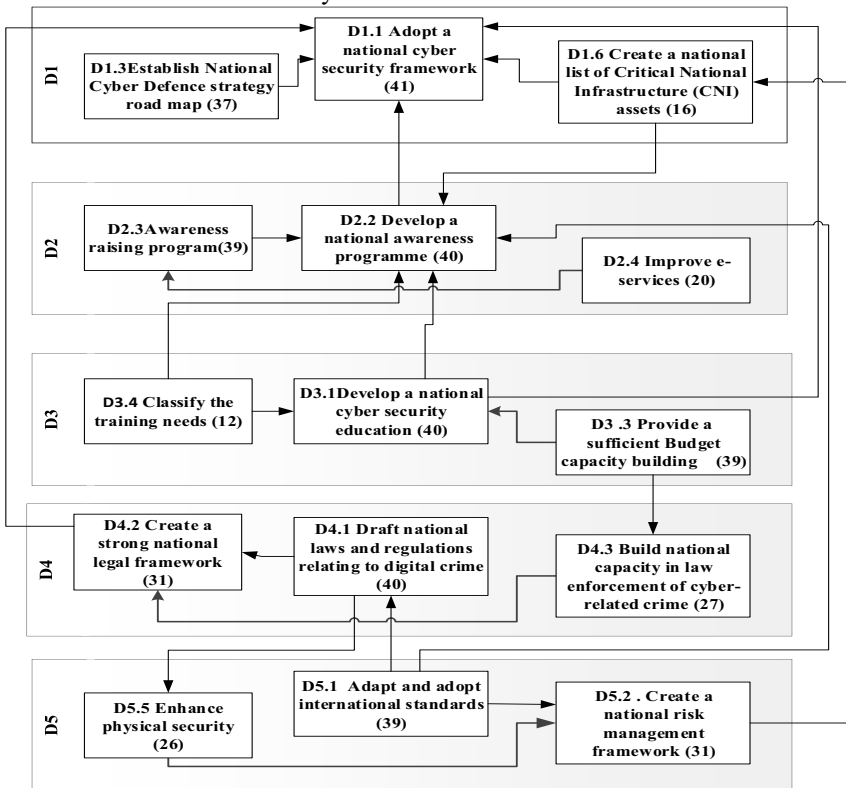 D1
D1.1 Adopt a
national cyber
security framework
(41)
D1.3Establish National
Cyber Defence strategy
road map (37)
D1.6 Create a national
list of Critical National
Infrastructure (CNI)
assets (16)
D2
D2.3Awareness
raising program(39)
D2.2 Develop a
national awareness
programme (40)
D2.4 Improve e-
services (20)
D3
D3.4 Classify the
training needs (12)
D3.1Develop a national
cyber security
education (40)
D3 .3 Provide a
sufficient Budget
capacity building (39)
D4
D4.2 Create a
strong national
legal framework
(31)
D4.1 Draft national
laws and regulations
relating to digital crime
(40)
D4.3 Build national
capacity in law
enforcement of cyber-
related crime (27)
D5
D5.5 Enhance
physical security
(26)
D5.1 Adapt and adopt
international standards
(39)
D5.2 . Create a
national risk
management
framework (31)